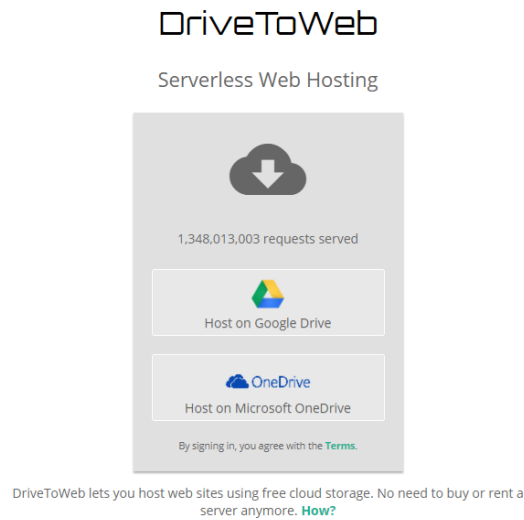 DriveToWeb
Serverless Web Hosting
1,348,013,003 requests served
Host on Google Drive
OneDrive
Host on Microsoft OneDrive
By signing in, you agree with the Terms.
DriveToWeb lets you host web sites using free cloud storage. No need to buy or rent a
server anymore. How?